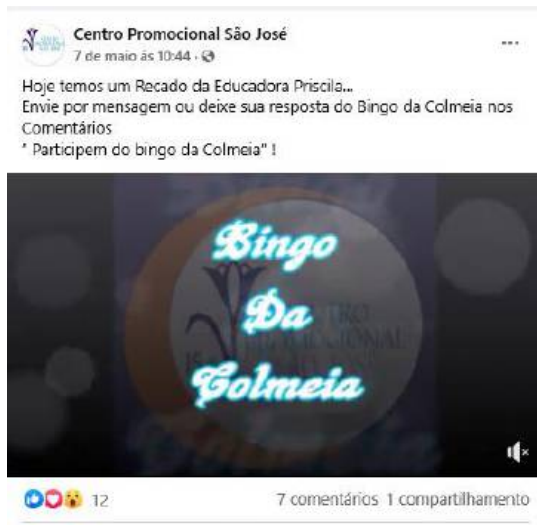 Centro Promocional São José
7 de maio às 10:44 ·
Hoje temos um Recado da Educadora Priscila...
Envie por mensagem ou deixe sua resposta do Bingo da Colmeia nos
Comentários
" Participem do bingo da Colmeia" !
Bingo
Da
Colmeia
12
7 comentários 1 compartilhamento